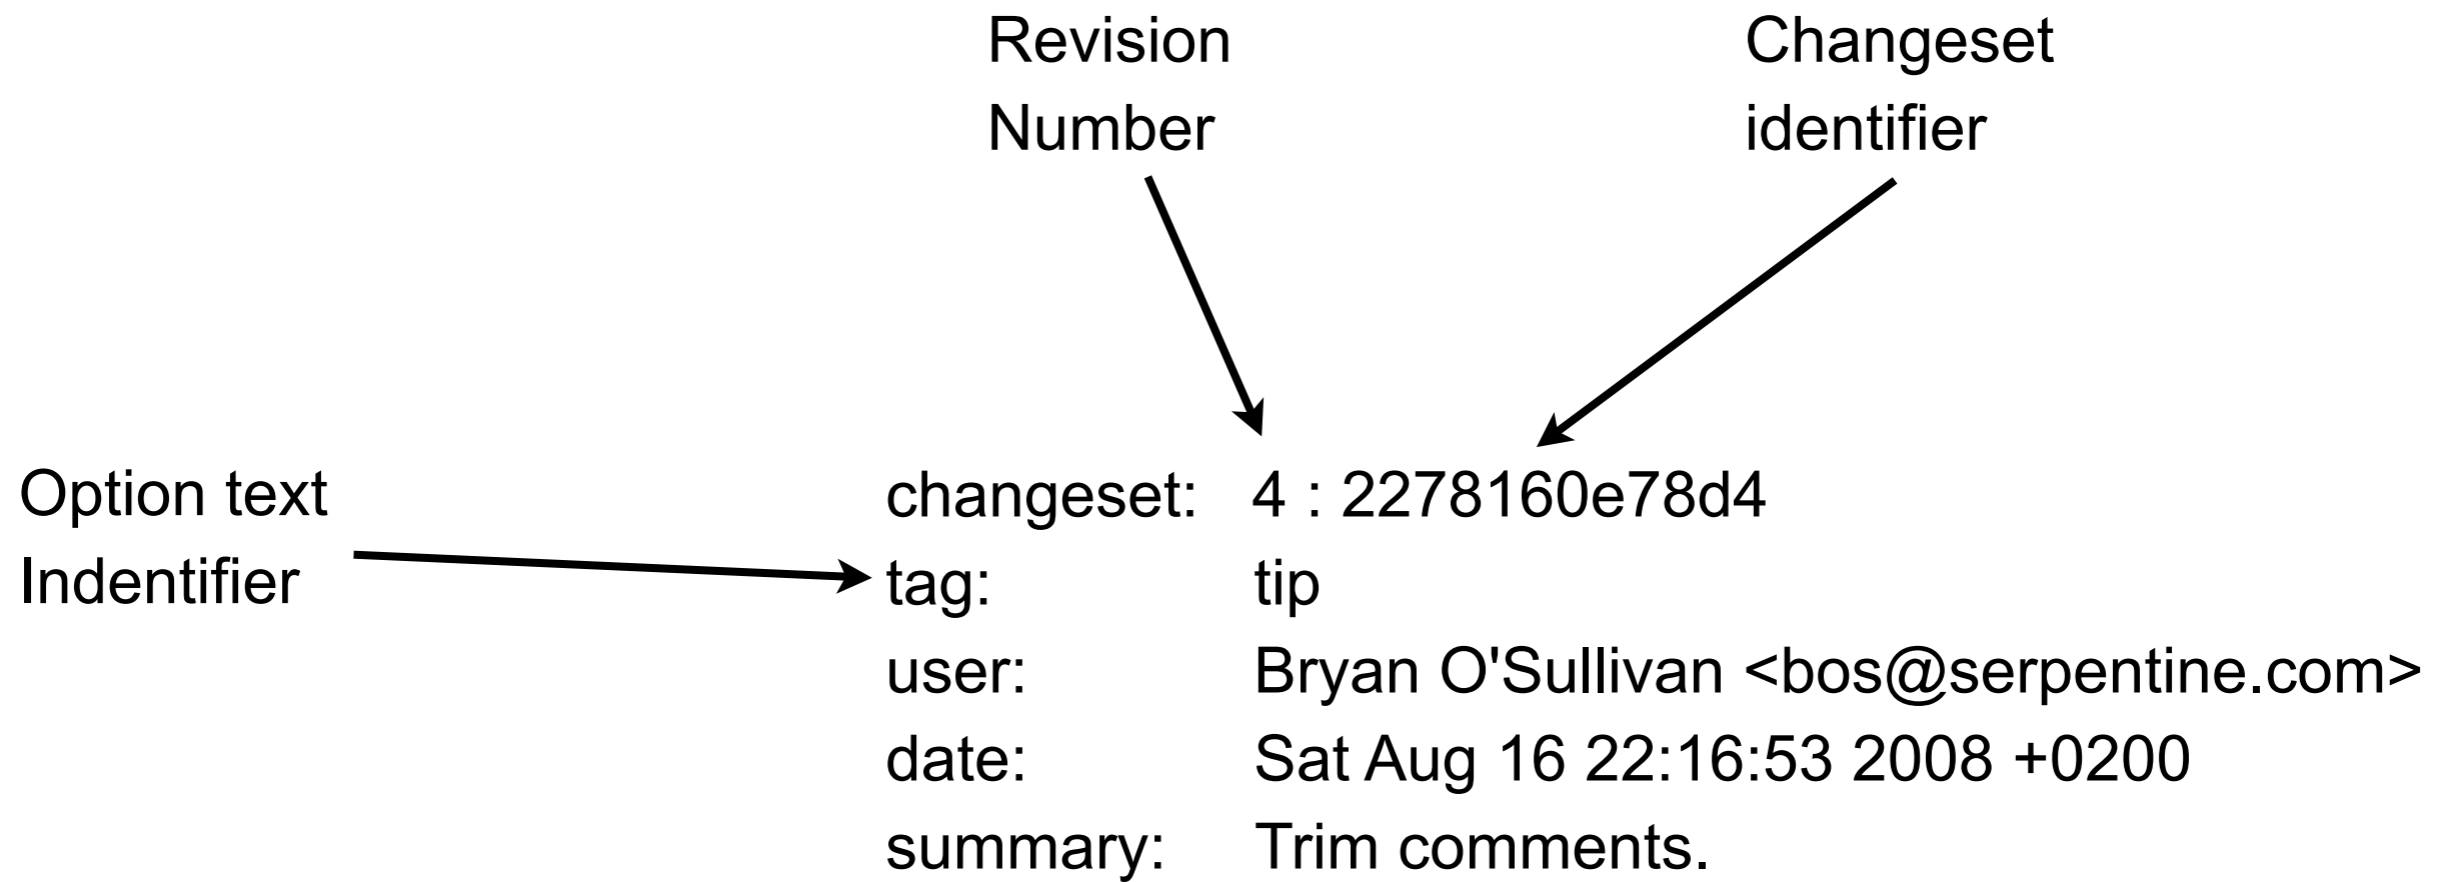 Revision
Number
Changeset
identifier
Option text
Indentifier
changeset: 4 : 2278160e78d4
tag: tip
user: Bryan O'Sullivan <bos@serpentine.com>
date: Sat Aug 16 22:16:53 2008 +0200
summary: Trim comments.